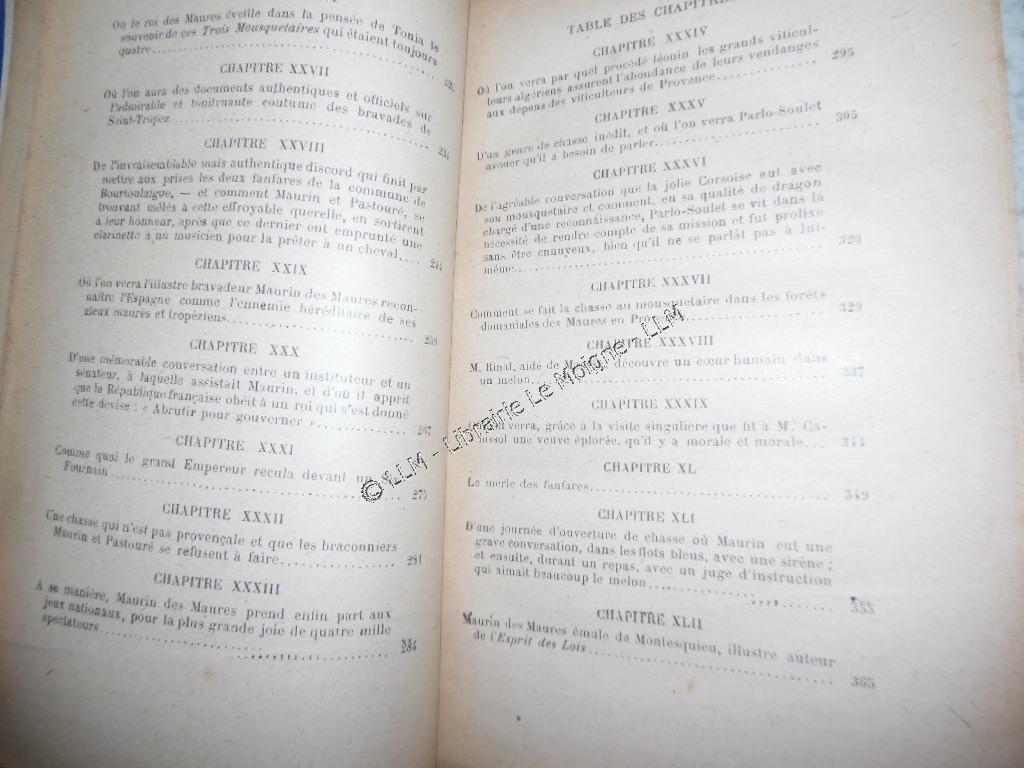 Où le roi des Maures éveille dans la pensée de Tonia le
souvenir de ces Trois Mousquetaires qui étaient toujours
quatre
CHAPITRE XXVII
Où l'on aura des documents authentiques et officiels sur
l'admirable et tonitruante coutume des bravades de
Saint-Tropez
CHAPITRE XXVIII
De l'invraisemblable mais authentique discord qui finit par
mettre aux prises les deux fanfares de la commune de
Bourtoulaïgue, — et comment Maurin et Pastouré, se
trouvant mêlés à cette effroyable querelle, en sortirent
à leur honneur, après que ce dernier eut emprunté une
clarinette à un musicien pour la prêter à un cheval.... 244
CHAPITRE XXIX
Où l'on verra l'illustre bravadeur Maurin des Maures recon-
naître l'Espagne comme l'ennemie héréditaire de ses
aïeux maures et tropéziens
CHAPITRE XXX
D'une mémorable conversation entre un instituteur et un
sénateur, à laquelle assistait Maurin, et d'où il apprit
que la République française obéit à un roi qui s'est donné
cette devise : « Abrutir pour gouverner » 267
CHAPITRE XXXI
Comme quoi le grand Empereur recula devant un
Fournain 275
CHAPITRE XXXII
Une chasse qui n'est pas provençale et que les braconniers
Maurin et Pastouré se refusent à faire 281
CHAPITRE XXXIII
A sa manière, Maurin des Maures prend enfin part aux
jeux nationaux, pour la plus grande joie de quatre mille
spectateurs 284
TABLE DES CHAPITRE
CHAPITRE XXXIV
Où l'on verra par quel procédé léonin les grands viticul-
teurs algériens assurent l'abondance de leurs vendanges
aux dépens des viticulteurs de Provence 295
CHAPITRE XXXV
D'un genre de chasse inédit, et où l'on verra Parlo-Soulet
avouer qu'il a besoin de parler 305
CHAPITRE XXXVI
De l'agréable conversation que la jolie Corsoise eut avec
son mousquetaire et comment, en sa qualité de dragon
chargé d'une reconnaissance, Parlo-Soulet se vit dans la
nécessité de rendre compte de sa mission et fut prolixe
sans être ennuyeux, bien qu'il ne se parlât pas à lui-
même 320
CHAPITRE XXXVII
Comment se fait la chasse au mousquetaire dans les forêts
domaniales des Maures en Provence 329
CHAPITRE XXXVIII
M. Rinal, aidé de découvre un cœur humain dans
un melon 337
CHAPITRE XXXIX
verra, grâce à la visite singulière que fit à M. Ca-
bissol une veuve éplorée, qu'il y a morale et morale... 344
CHAPITRE XL
Le merle des fanfares 349
CHAPITRE XLI
D'une journée d'ouverture de chasse où Maurin eut une
grave conversation, dans les flots bleus, avec une sirène ;
et ensuite, durant un repas, avec un juge d'instruction
qui aimait beaucoup le melon 355
CHAPITRE XLII
Maurin des Maures émule de Montesquieu, illustre auteur
de l'Esprit des Lois 365
© LLM - Librairie Le Moigne - LLM